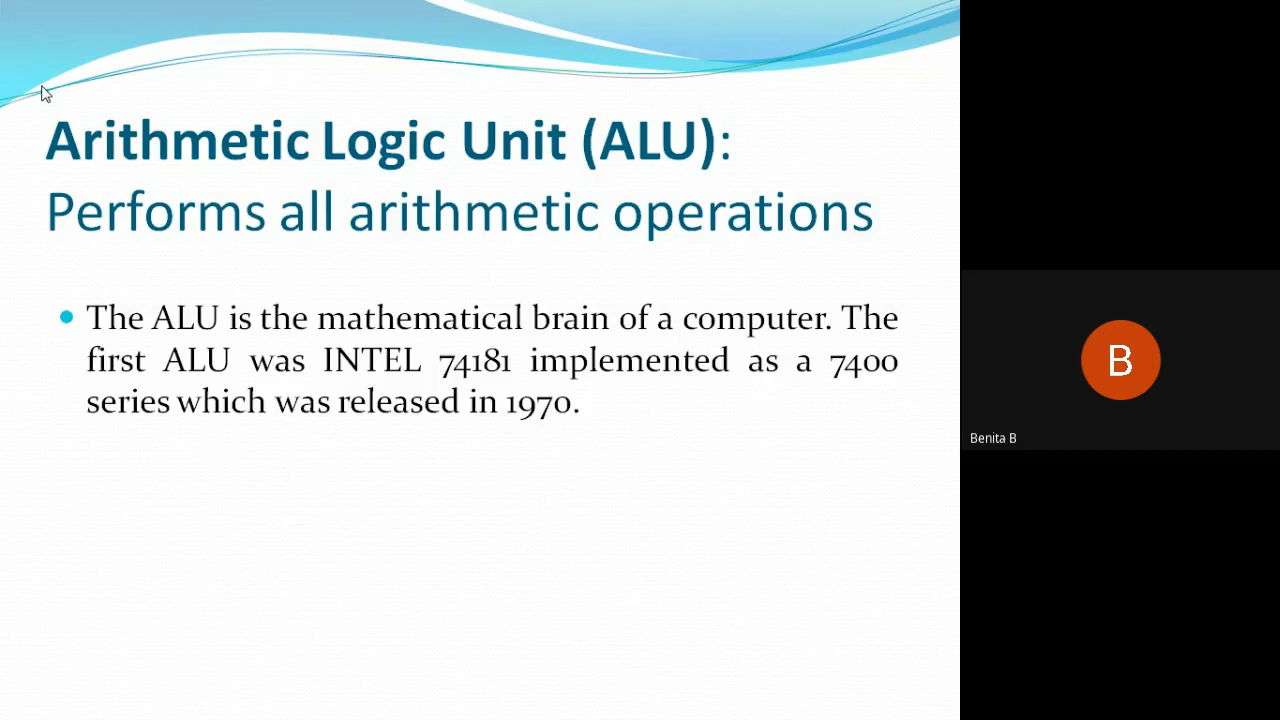 Arithmetic Logic Unit (ALU):
Performs all arithmetic operations
The ALU is the mathematical brain of a computer. The
first ALU was INTEL 74181 implemented as a 7400
series which was released in 1970.
B
Benita B